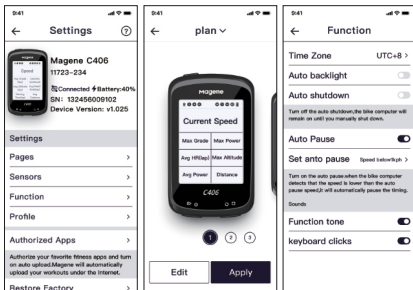 9:41
Settings
Magene
Current
Speed
C406
Magene C406
11723-234
Connected Battery:40%
SN: 132456009102
Device Version: v1.025
Settings
Pages
Sensors
Function
Profile
Authorized Apps
Authorize your favorite fitness apps and turn
on auto upload.Magene will automatically
upload your workouts under the Internet.
Restore Factory
9:41
plan
Magene
Current Speed
Max Grade Max Power
Avg HR(lap) Max Altitude
Avg Power Distance
C406
1 2 3
Edit Apply
9:41
Function
Time Zone UTC+8
Auto backlight
Auto shutdown
Turn off the auto shutdown,the bike computer will
remain on until you manually shut down.
Auto Pause
Set anto pause Speed below5kph
Turn on the auto pause.when the bike computer
detects that the speed is lower than the auto
pause speed,it will automatically pause the timing.
Sounds
Function tone
keyboard clicks